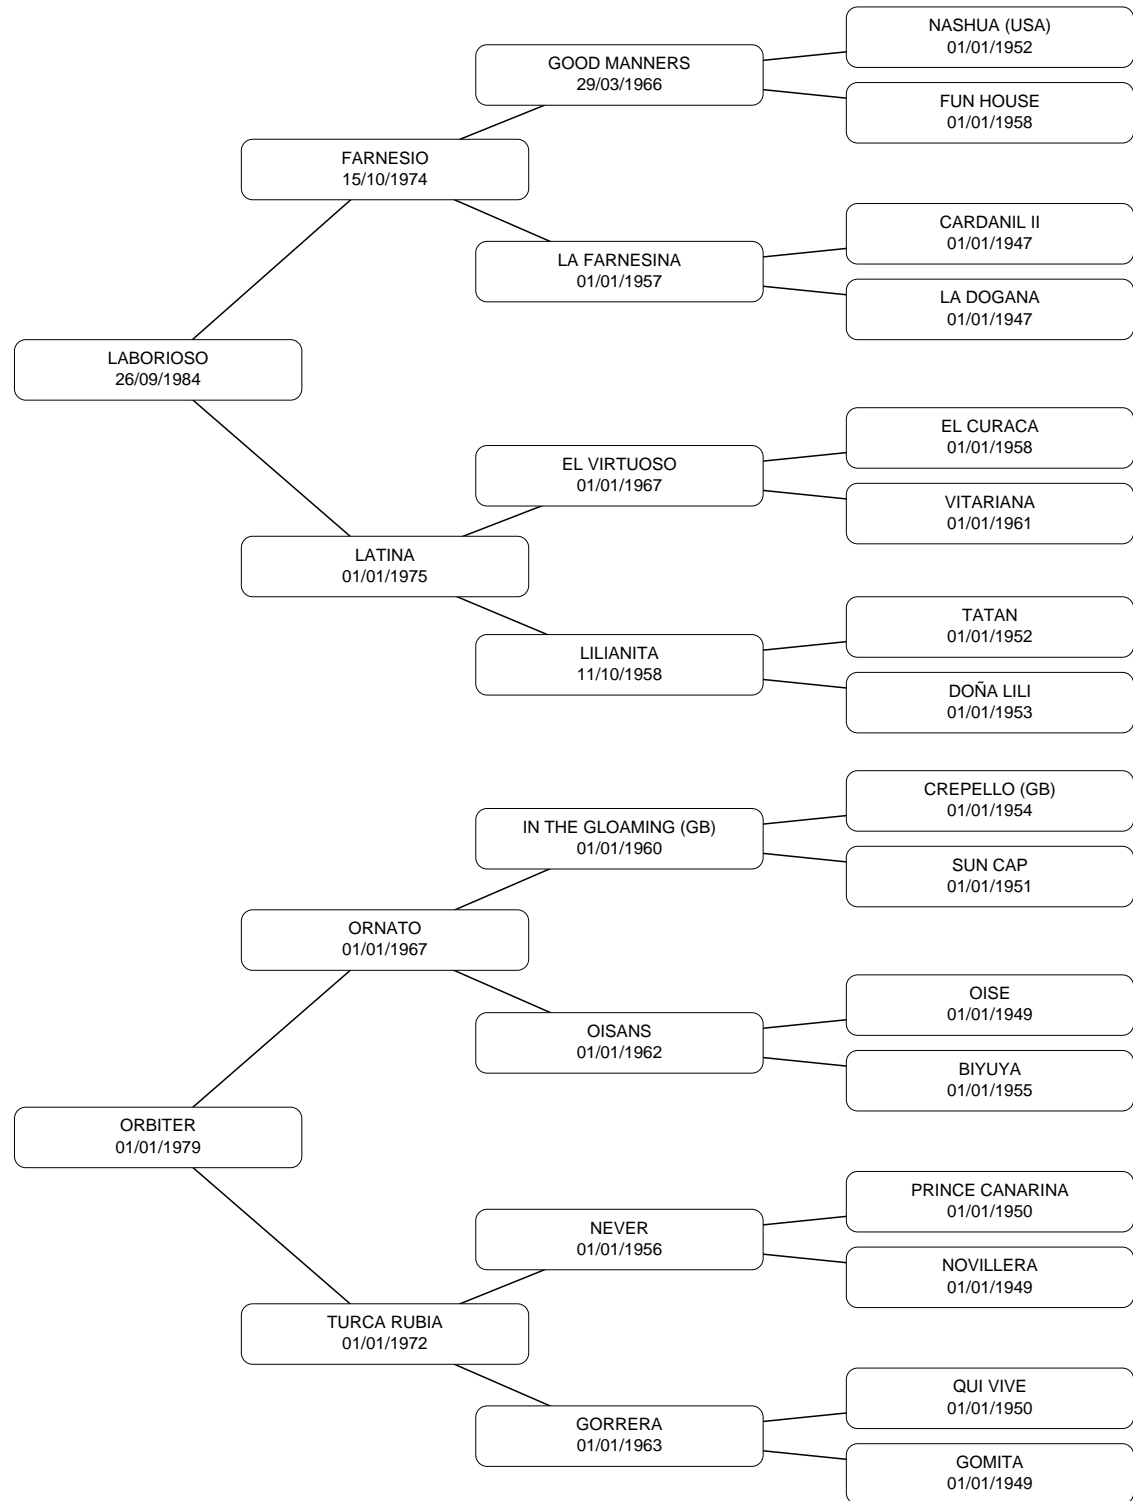 NASHUA (USA)
01/01/1952
GOOD MANNERS
29/03/1966
FUN HOUSE
01/01/1958
FARNESIO
15/10/1974
CARDANIL II
01/01/1947
LA FARNESINA
01/01/1957
LA DOGANA
01/01/1947
LABORIOSO
26/09/1984
EL CURACA
01/01/1958
EL VIRTUOSO
01/01/1967
VITARIANA
01/01/1961
LATINA
01/01/1975
TATAN
01/01/1952
LILIANITA
11/10/1958
DOÑA LILI
01/01/1953
CREPELLO (GB)
01/01/1954
IN THE GLOAMING (GB)
01/01/1960
SUN CAP
01/01/1951
ORNATO
01/01/1967
OISE
01/01/1949
OISANS
01/01/1962
BIYUYA
01/01/1955
ORBITER
01/01/1979
PRINCE CANARINA
01/01/1950
NEVER
01/01/1956
NOVILLERA
01/01/1949
TURCA RUBIA
01/01/1972
QUI VIVE
01/01/1950
GORRERA
01/01/1963
GOMITA
01/01/1949